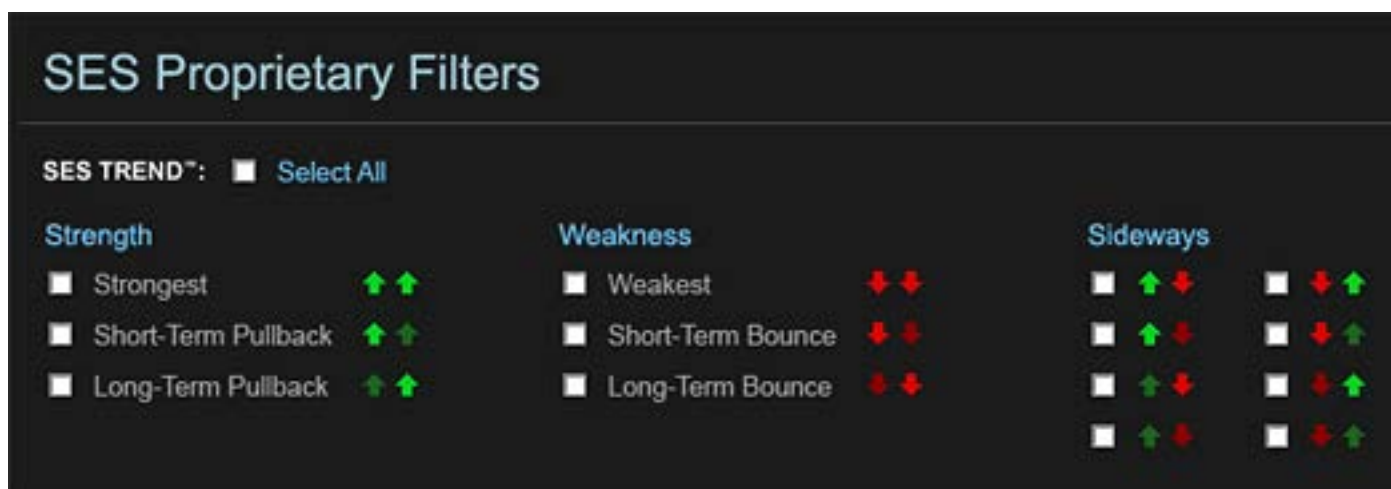 SES Proprietary Filters
SES TREND™: Select All
Strength Weakness Sideways
Strongest Weakest
Short-Term Pullback Short-Term Bounce
Long-Term Pullback Long-Term Bounce